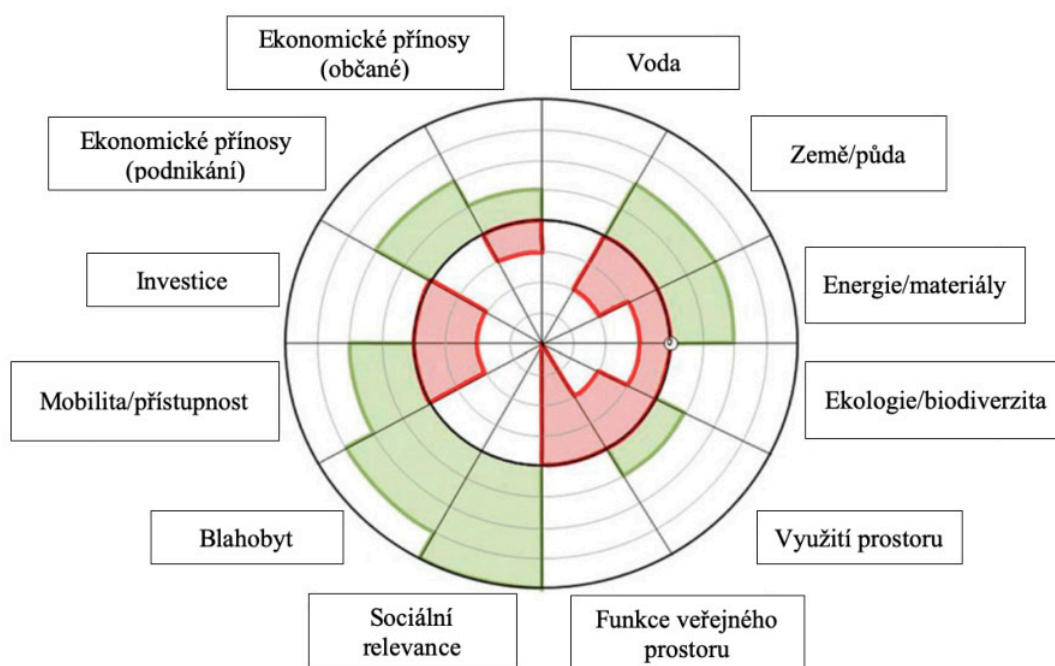 Ekonomické přínosy
(občané)
Voda
Ekonomické přínosy
(podnikání)
Země/půda
Investice
Energie/materiály
Mobilita/přístupnost
Ekologie/biodiverzita
Blahobyt
Využití prostoru
Sociální
relevance
Funkce veřejného
prostoru